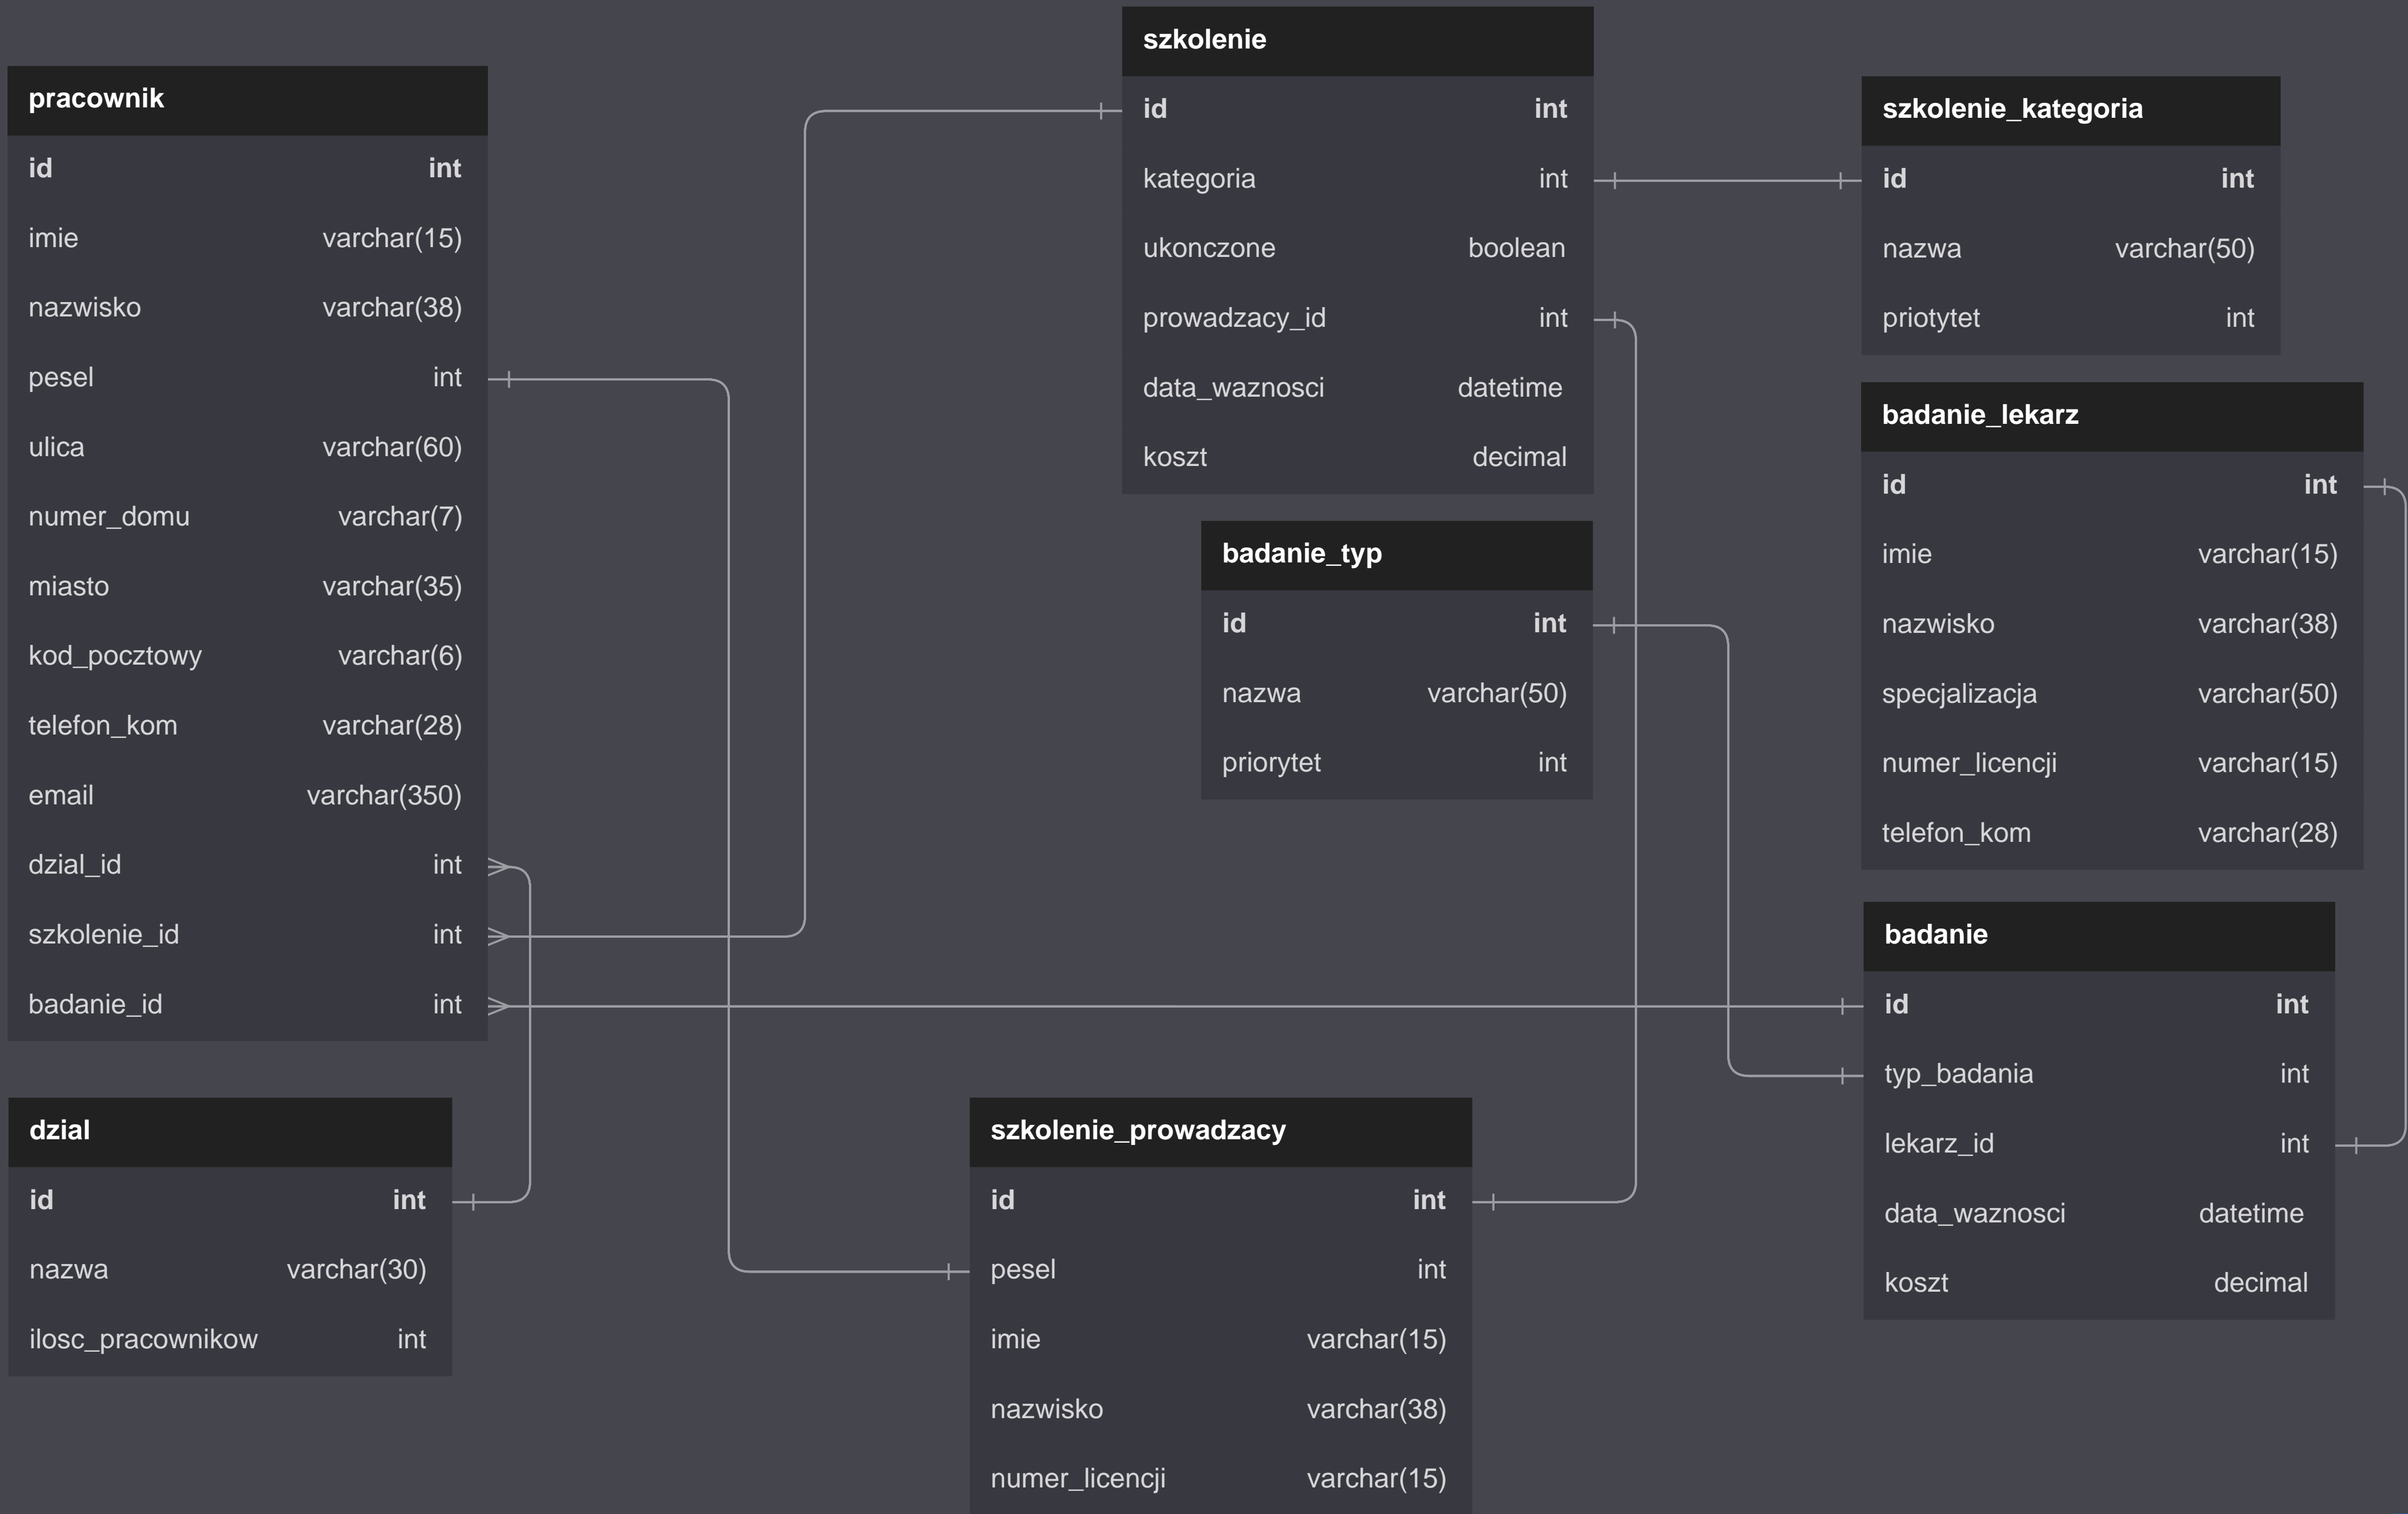 pracownik
id int
imie varchar(15)
nazwisko varchar(38)
pesel int
ulica varchar(60)
numer_domu varchar(7)
miasto varchar(35)
kod_pocztowy varchar(6)
telefon_kom varchar(28)
email varchar(350)
dzial_id int
szkolenie_id int
badanie_id int
dzial
id int
nazwa varchar(30)
ilosc_pracownikow int
szkolenie
id int
kategoria int
ukonczone boolean
prowadzacy_id int
data_waznosci datetime
koszt decimal
badanie_typ
id int
nazwa varchar(50)
priorytet int
szkolenie_prowadzacy
id int
pesel int
imie varchar(15)
nazwisko varchar(38)
numer_licencji varchar(15)
szkolenie_kategoria
id int
nazwa varchar(50)
priotytet int
badanie_lekarz
id int
imie varchar(15)
nazwisko varchar(38)
specjalizacja varchar(50)
numer_licencji varchar(15)
telefon_kom varchar(28)
badanie
id int
typ_badania int
lekarz_id int
data_waznosci datetime
koszt decimal